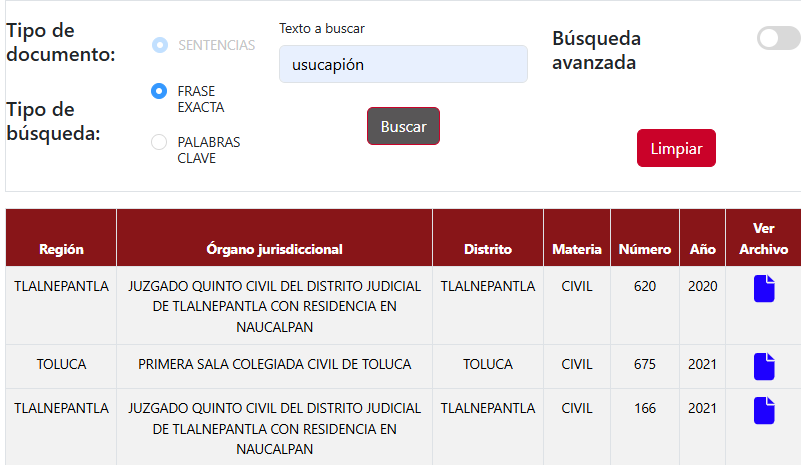 Tipo de
documento:
SENTENCIAS
Texto a buscar
usucapión
Búsqueda
avanzada
Tipo de
búsqueda:
FRASE
EXACTA
PALABRAS
CLAVE
Buscar
Limpiar
Región Órgano jurisdiccional Distrito Materia Número Año Ver
Archivo
TLALNEPANTLA JUZGADO QUINTO CIVIL DEL DISTRITO JUDICIAL TLALNEPANTLA CIVIL 620 2020
DE TLALNEPANTLA CON RESIDENCIA EN
NAUCALPAN
TOLUCA PRIMERA SALA COLEGIADA CIVIL DE TOLUCA TOLUCA CIVIL 675 2021
TLALNEPANTLA JUZGADO QUINTO CIVIL DEL DISTRITO JUDICIAL TLALNEPANTLA CIVIL 166 2021
DE TLALNEPANTLA CON RESIDENCIA EN
NAUCALPAN